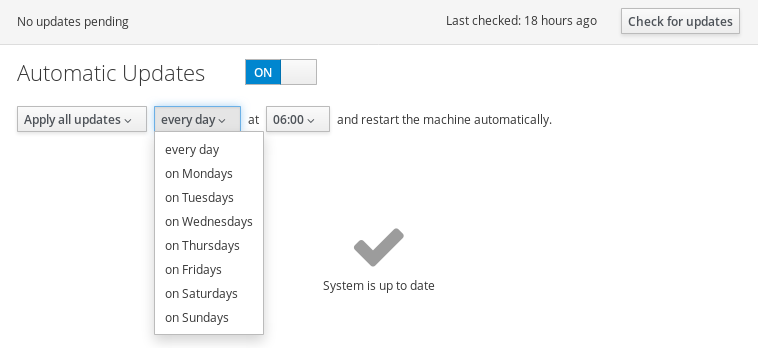 No updates pending Last checked: 18 hours ago Check for updates
Automatic Updates ON
Apply all updates every day at 06:00 and restart the machine automatically.
every day
on Mondays
on Tuesdays
on Wednesdays
on Thursdays
on Fridays
on Saturdays
on Sundays
System is up to date